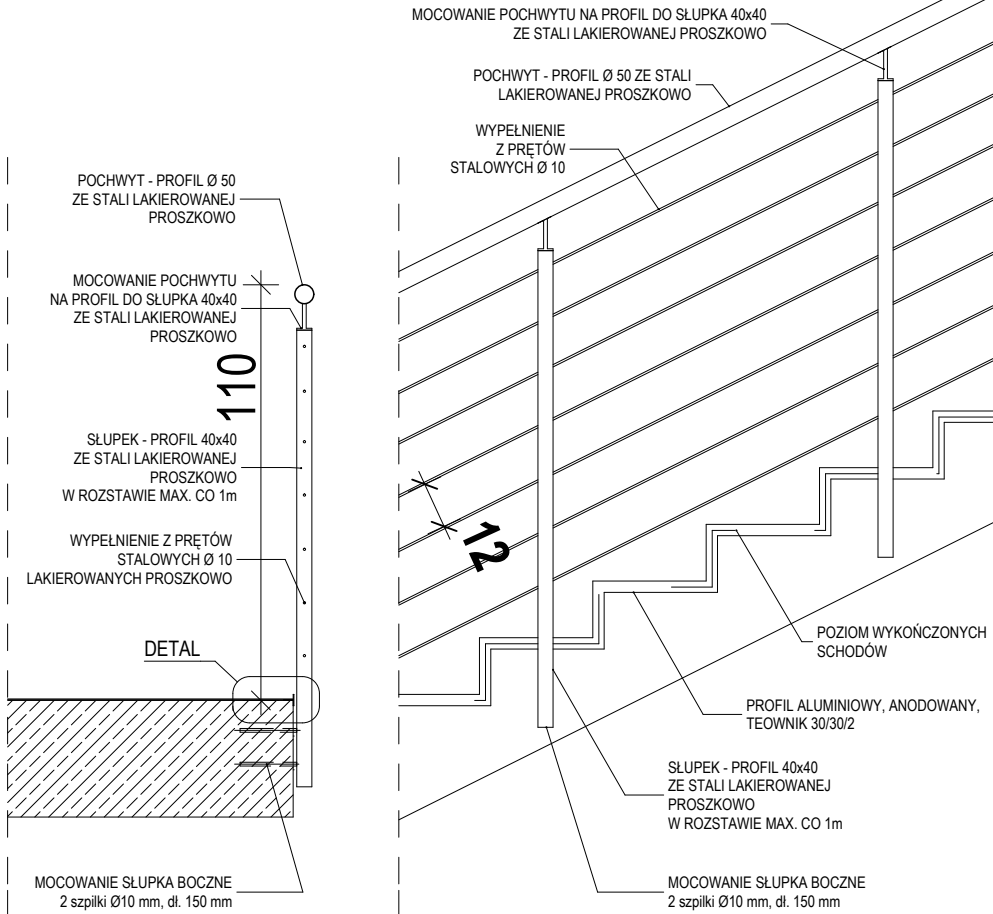 MOCOWANIE POCHWYTU NA PROFIL DO SŁUPKA 40x40
ZE STALI LAKIEROWANEJ PROSZKOWO
POCHWYT - PROFIL Ø 50 ZE STALI
LAKIEROWANEJ PROSZKOWO
WYPEŁNIENIE
Z PRĘTÓW
STALOWYCH Ø 10
POCHWYT - PROFIL Ø 50
ZE STALI LAKIEROWANEJ
PROSZKOWO
MOCOWANIE POCHWYTU
NA PROFIL DO SŁUPKA 40x40
ZE STALI LAKIEROWANEJ
PROSZKOWO
110
SŁUPEK - PROFIL 40x40
ZE STALI LAKIEROWANEJ
PROSZKOWO
W ROZSTAWIE MAX. CO 1m
WYPEŁNIENIE Z PRĘTÓW
STALOWYCH Ø 10
LAKIEROWANYCH PROSZKOWO
DETAL
12
POZIOM WYKOŃCZONYCH
SCHODÓW
PROFIL ALUMINIOWY, ANODOWANY,
TEOWNIK 30/30/2
SŁUPEK - PROFIL 40x40
ZE STALI LAKIEROWANEJ
PROSZKOWO
W ROZSTAWIE MAX. CO 1m
MOCOWANIE SŁUPKA BOCZNE
2 szpilki Ø10 mm, dł. 150 mm
MOCOWANIE SŁUPKA BOCZNE
2 szpilki Ø10 mm, dł. 150 mm